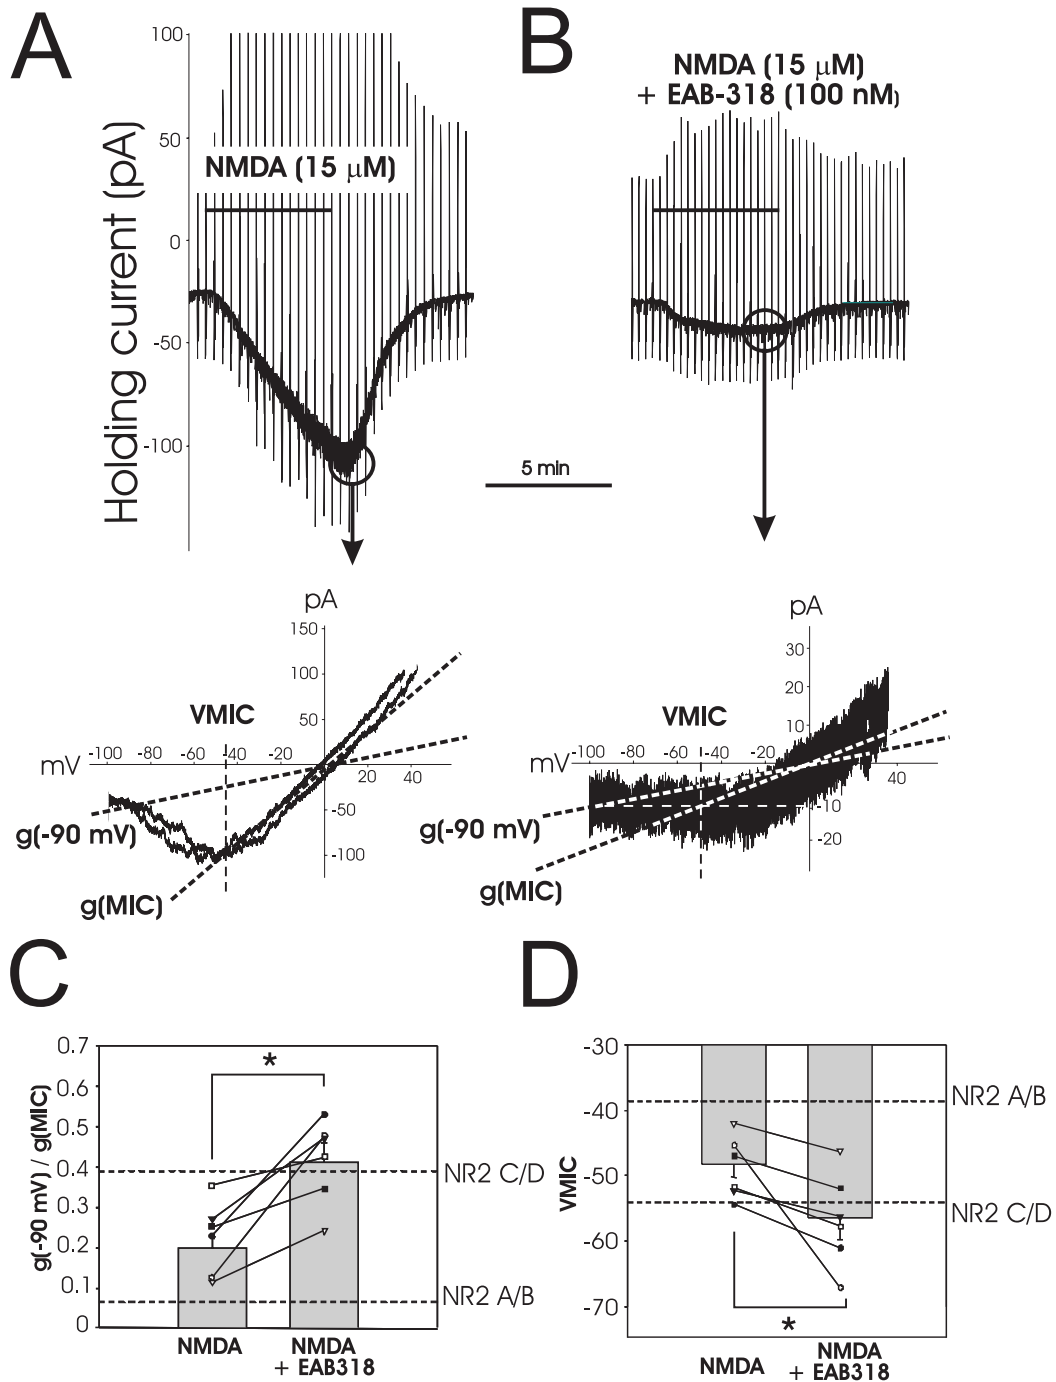 A
B
100
50
0
-50
-100
Holding current (pA)
NMDA (15 μM)
NMDA (15 μM)
+ EAB-318 (100 nM)
5 min
pA
150
100
50
-50
-100
VMIC
mV
-100
-80
-60
-40
-20
20
40
g(-90 mV)
g(MIC)
pA
30
20
10
-10
-20
VMIC
mV
-100
-80
-60
-40
-20
40
g(-90 mV)
g(MIC)
C
0.7
0.6
0.5
0.4
0.3
0.2
0.1
0
g(-90 mV) / g(MIC)
*
NR2 C/D
NR2 A/B
NMDA
NMDA
+ EAB318
D
-30
-40
-50
-60
-70
VMIC
NR2 A/B
NR2 C/D
*
NMDA
NMDA
+ EAB318